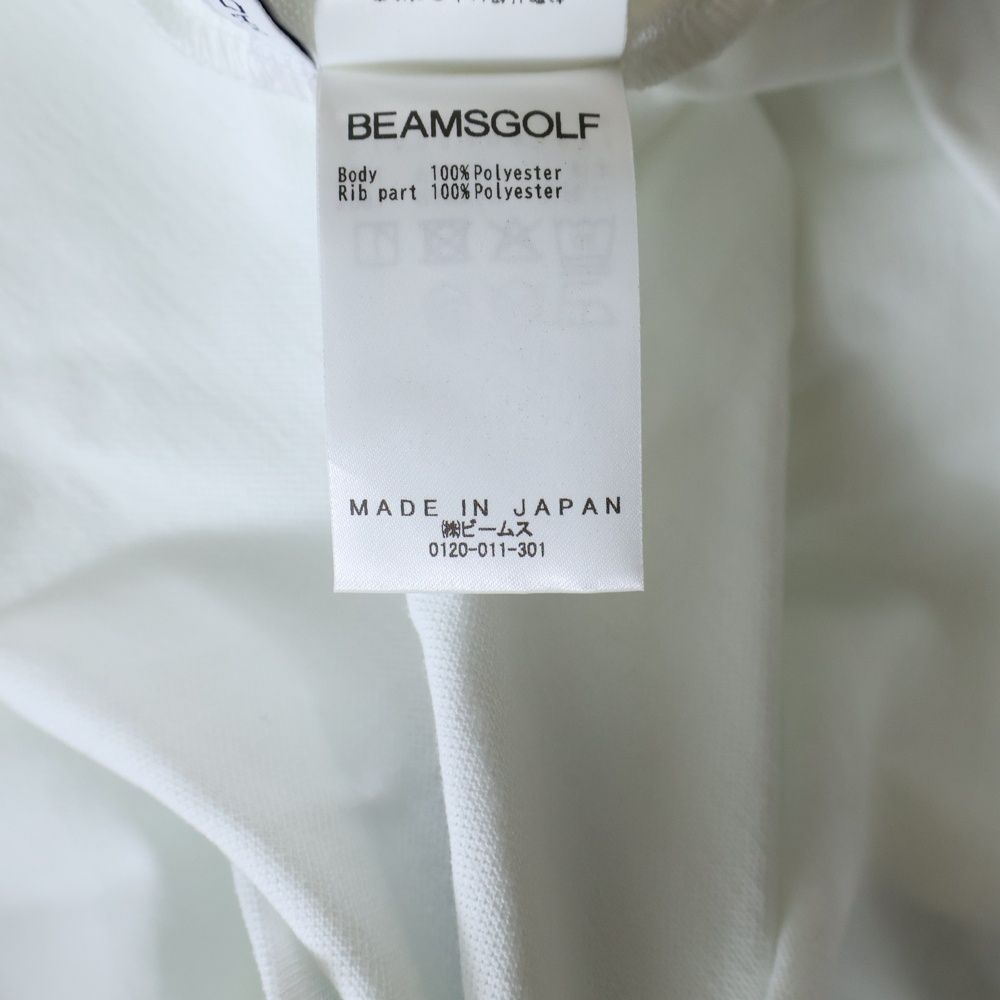 BEAMSGOLF
Body 100%Polyester
Rib part 100%Polyester
MADE IN JAPAN
㈱ビームス
0120-011-301